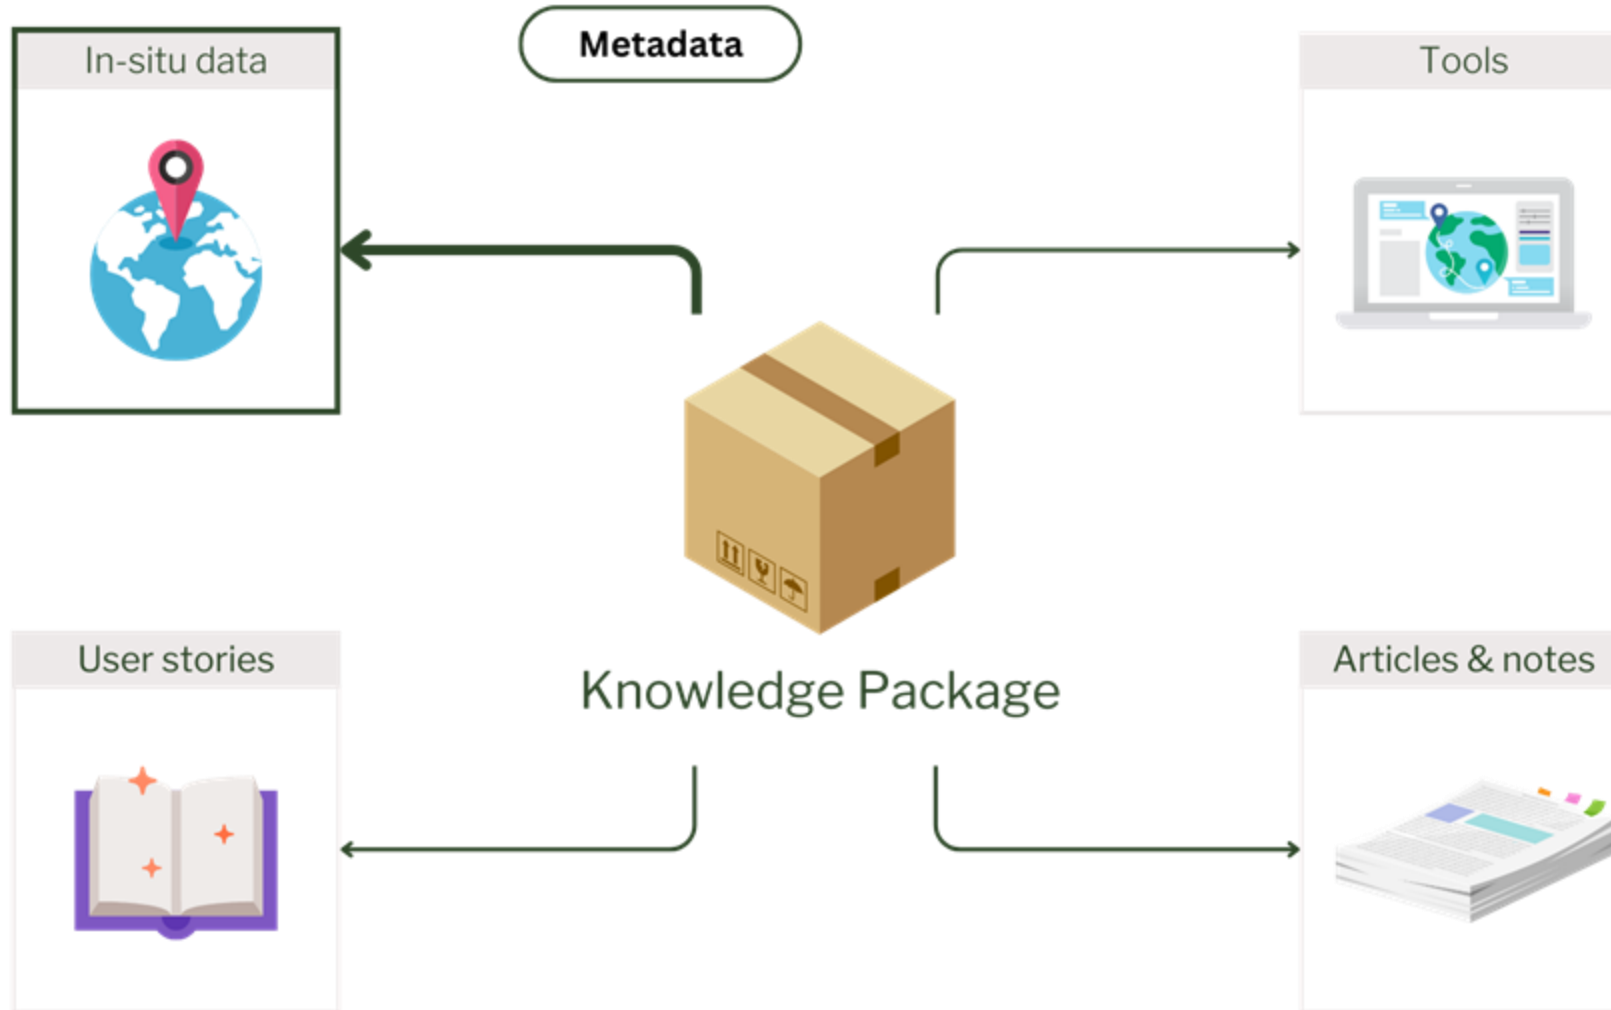 Metadata
In-situ data
Tools
Knowledge Package
User stories
Articles & notes